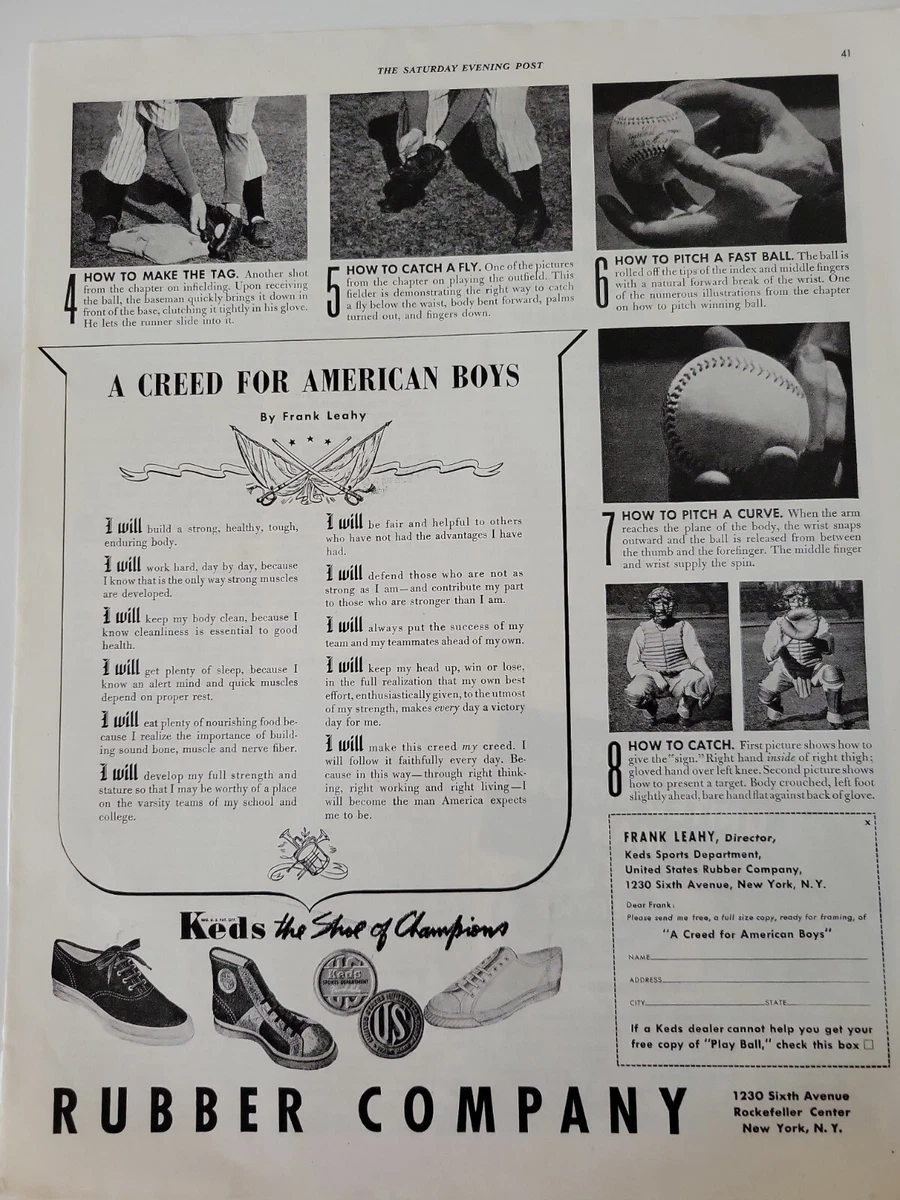 THE SATURDAY EVENING POST
41
4 HOW TO MAKE THE TAG. Another shot
from the chapter on infielding. Upon receiving
the ball, the baseman quickly brings it down in
front of the base, clutching it tightly in his glove.
He lets the runner slide into it.
5 HOW TO CATCH A FLY. One of the pictures
from the chapter on playing the outfield. This
fielder is demonstrating the right way to catch
a fly below the waist, body bent forward, palms
turned out, and fingers down.
6 HOW TO PITCH A FAST BALL. The ball is
rolled off the tips of the index and middle fingers
with a natural forward break of the wrist. One
of the numerous illustrations from the chapter
on how to pitch winning ball.
A CREED FOR AMERICAN BOYS
By Frank Leahy
I will build a strong, healthy, tough,
enduring body.
I will work hard, day by day, because
I know that is the only way strong muscles
are developed.
I will keep my body clean, because I
know cleanliness is essential to good
health.
I will get plenty of sleep, because I
know an alert mind and quick muscles
depend on proper rest.
I will eat plenty of nourishing food be-
cause I realize the importance of build-
ing sound bone, muscle and nerve fiber.
I will develop my full strength and
stature so that I may be worthy of a place
on the varsity teams of my school and
college.
I will be fair and helpful to others
who have not had the advantages I have
had.
I will defend those who are not as
strong as I am—and contribute my part
to those who are stronger than I am.
I will always put the success of my
team and my teammates ahead of my own.
I will keep my head up, win or lose,
in the full realization that my own best
effort, enthusiastically given, to the utmost
of my strength, makes every day a victory
day for me.
I will make this creed my creed. I
will follow it faithfully every day. Be-
cause in this way—through right think-
ing, right working and right living—I
will become the man America expects
me to be.
7 HOW TO PITCH A CURVE. When the arm
reaches the plane of the body, the wrist snaps
outward and the ball is released from between
the thumb and the forefinger. The middle finger
and wrist supply the spin.
8 HOW TO CATCH. First picture shows how to
give the "sign." Right hand inside of right thigh;
gloved hand over left knee. Second picture shows
how to present a target. Body crouched, left foot
slightly ahead, bare hand flat against back of glove.
x
FRANK LEAHY, Director,
Keds Sports Department,
United States Rubber Company,
1230 Sixth Avenue, New York, N. Y.
Dear Frank:
Please send me free, a full size copy, ready for framing, of
"A Creed for American Boys"
NAME
ADDRESS
CITY STATE
If a Keds dealer cannot help you get your
free copy of "Play Ball," check this box
REG. U. S. PAT. OFF.
Keds the Shoe of Champions
Keds
SPORTS DEPARTMENT
US
RUBBER COMPANY
1230 Sixth Avenue
Rockefeller Center
New York, N. Y.